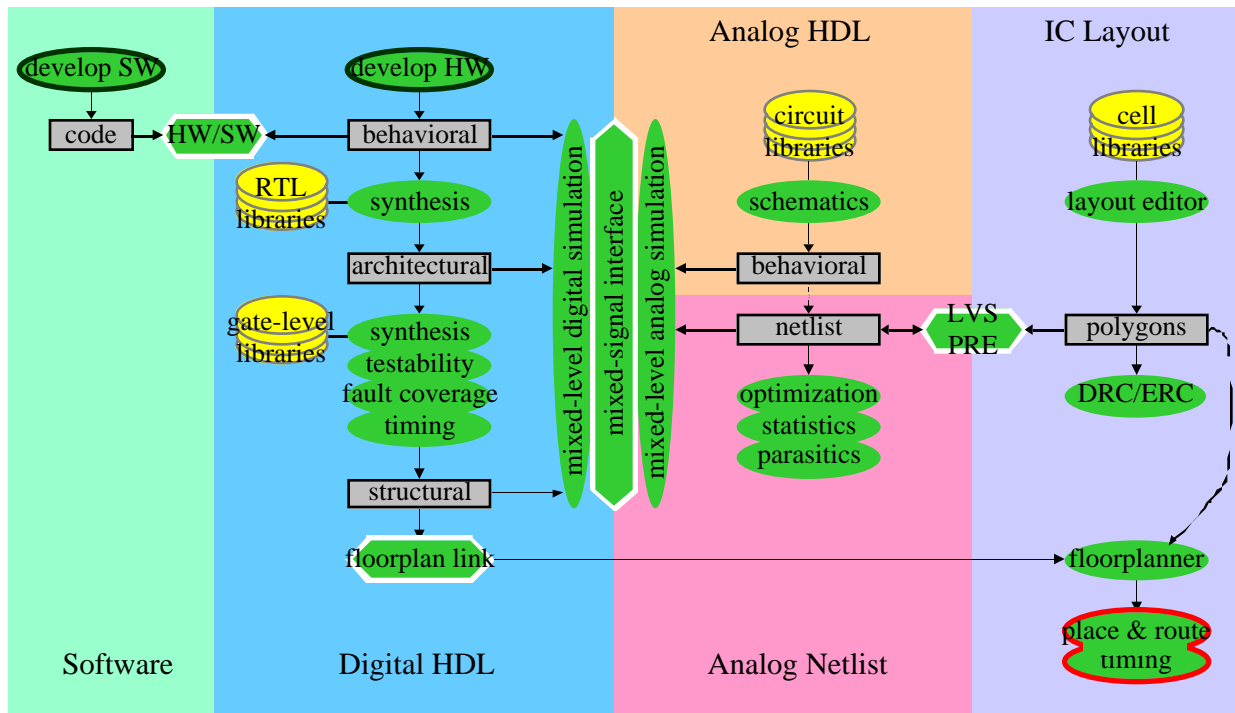 Analog HDL
IC Layout
develop SW
develop HW
code
HW/SW
behavioral
circuit
libraries
cell
libraries
RTL
libraries
synthesis
schematics
layout editor
architectural
behavioral
gate-level
libraries
synthesis
testability
fault coverage
timing
mixed-level digital simulation
mixed-signal interface
mixed-level analog simulation
netlist
LVS
PRE
polygons
optimization
statistics
parasitics
DRC/ERC
structural
floorplan link
floorplanner
place & route
timing
Software
Digital HDL
Analog Netlist